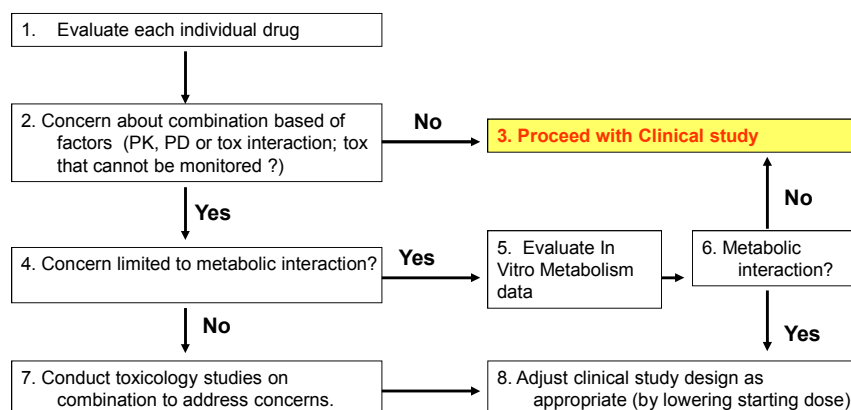 1. Evaluate each individual drug
2. Concern about combination based of
factors (PK, PD or tox interaction; tox
that cannot be monitored ?)
No
3. Proceed with Clinical study
Yes
No
4. Concern limited to metabolic interaction?
Yes
5. Evaluate In
Vitro Metabolism
data
6. Metabolic
interaction?
No
Yes
7. Conduct toxicology studies on
combination to address concerns.
8. Adjust clinical study design as
appropriate (by lowering starting dose)